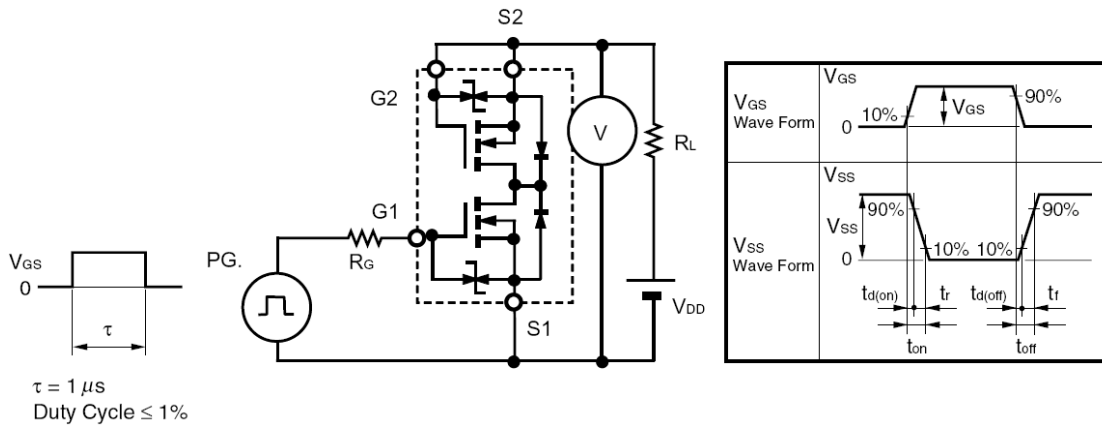 S2
G2
V
RL
G1
PG.
RG
VGS
0
VDD
S1
τ
τ = 1 μs
Duty Cycle ≤ 1%
VGS
Wave Form
VGS
10%
0
VGS
90%
VSS
Wave Form
VSS
90%
VSS
0
10%
10%
90%
td(on)
tr
td(off)
tf
ton
toff